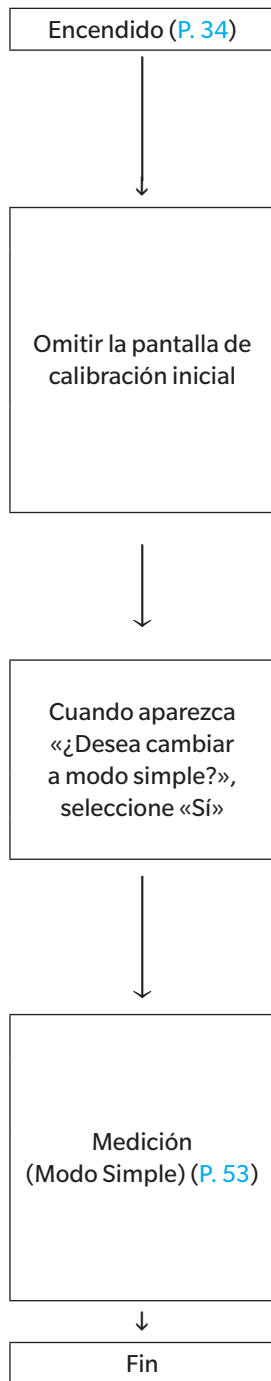 Encendido (P. 34)
Omitir la pantalla de
calibración inicial
Cuando aparezca
«¿Desea cambiar
a modo simple?»,
seleccione «Sí»
Medición
(Modo Simple) (P. 53)
Fin